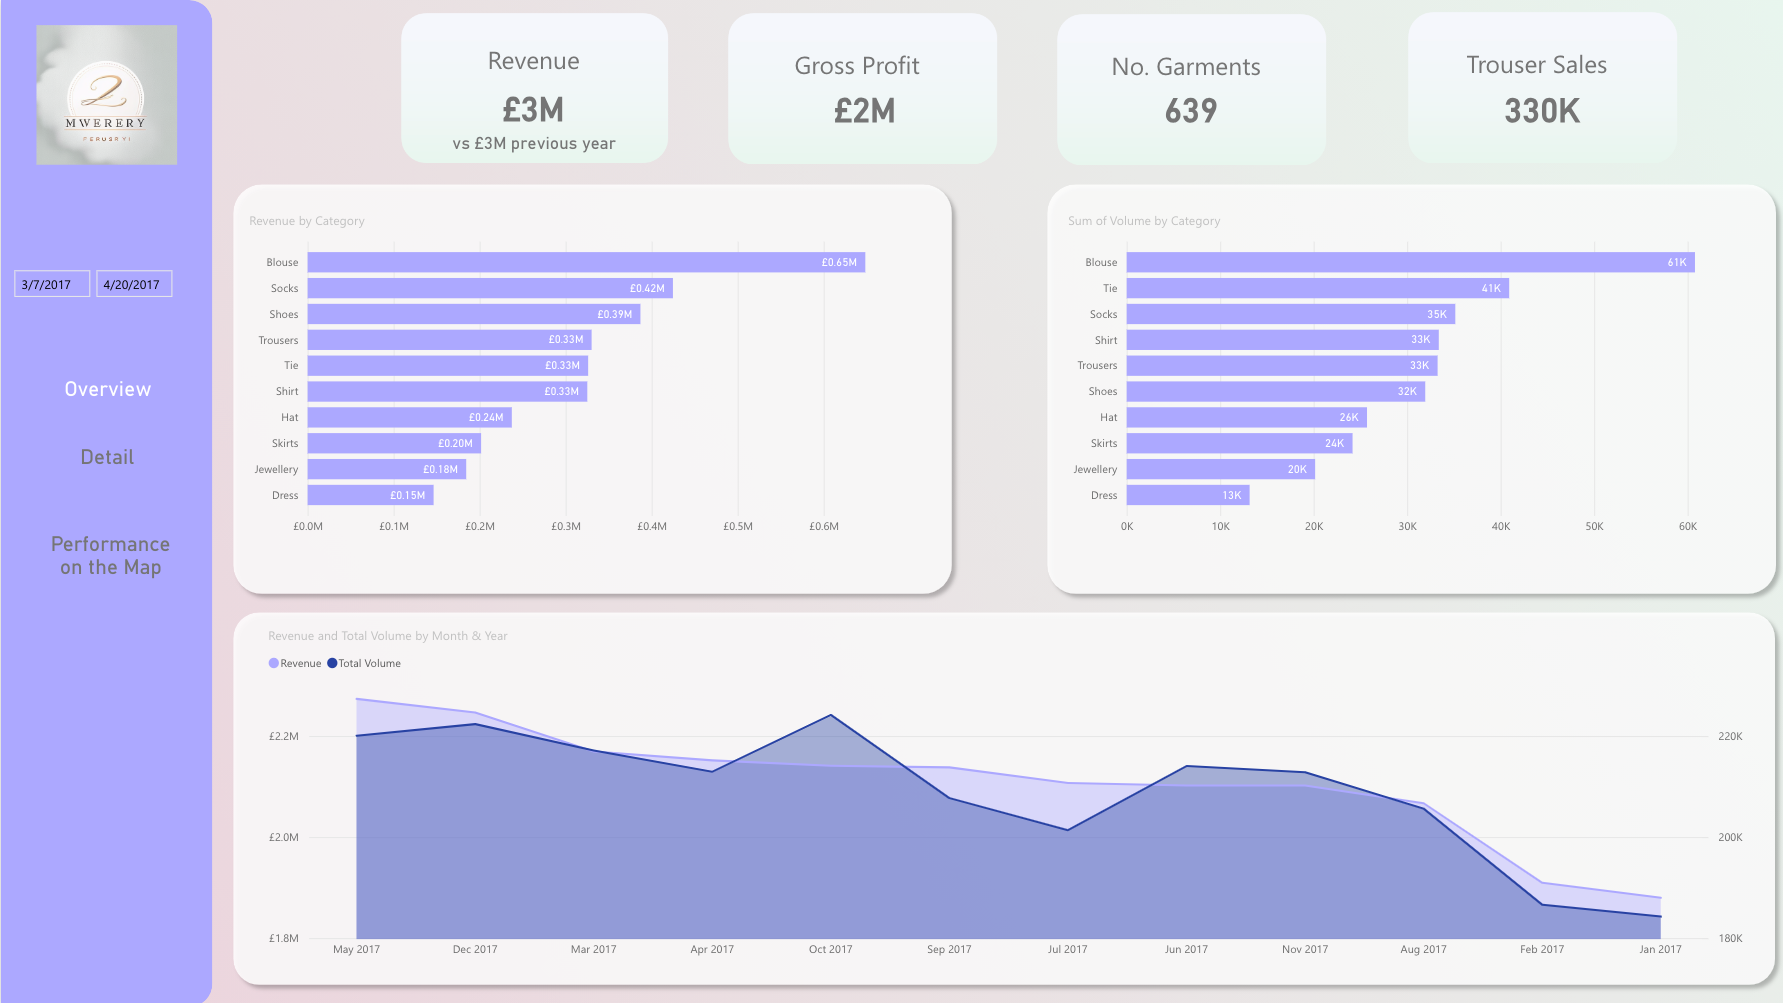 2
MWERERY
FERUSRYI
3/7/2017
4/20/2017
Overview
Detail
Performance
on the Map
Revenue
£3M
vs £3M previous year
Gross Profit
£2M
No. Garments
639
Trouser Sales
330K
Revenue by Category
Blouse £0.65M
Socks £0.42M
Shoes £0.39M
Trousers £0.33M
Tie £0.33M
Shirt £0.33M
Hat £0.24M
Skirts £0.20M
Jewellery £0.18M
Dress £0.15M
£0.0M £0.1M £0.2M £0.3M £0.4M £0.5M £0.6M
Sum of Volume by Category
Blouse 61K
Tie 41K
Socks 35K
Shirt 33K
Trousers 33K
Shoes 32K
Hat 26K
Skirts 24K
Jewellery 20K
Dress 13K
0K 10K 20K 30K 40K 50K 60K
Revenue and Total Volume by Month & Year
Revenue Total Volume
£2.2M 220K
£2.0M 200K
£1.8M 180K
May 2017 Dec 2017 Mar 2017 Apr 2017 Oct 2017 Sep 2017 Jul 2017 Jun 2017 Nov 2017 Aug 2017 Feb 2017 Jan 2017